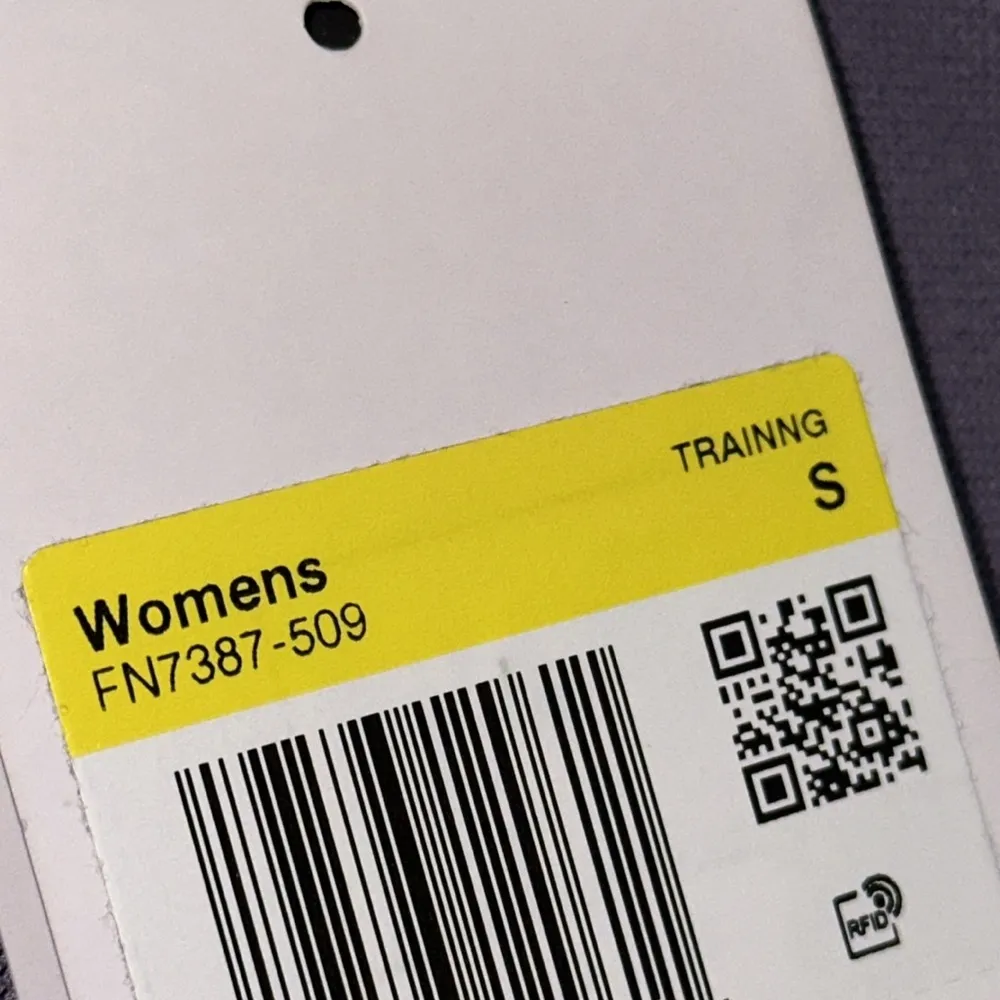 TRAINNG
S
Womens
FN7387-509
RFID